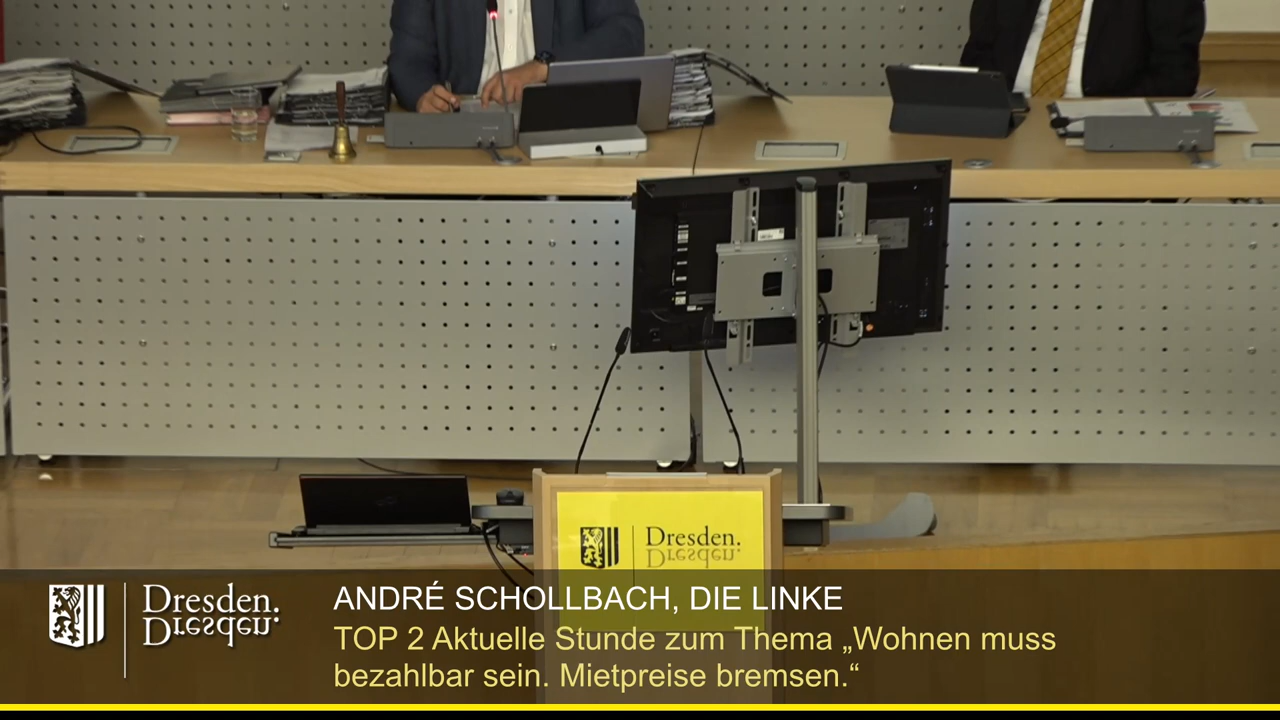 Dresden.
Dresden.
Dresden.
Dresden.
ANDRÉ SCHOLLBACH, DIE LINKE
TOP 2 Aktuelle Stunde zum Thema „Wohnen muss
bezahlbar sein. Mietpreise bremsen.“